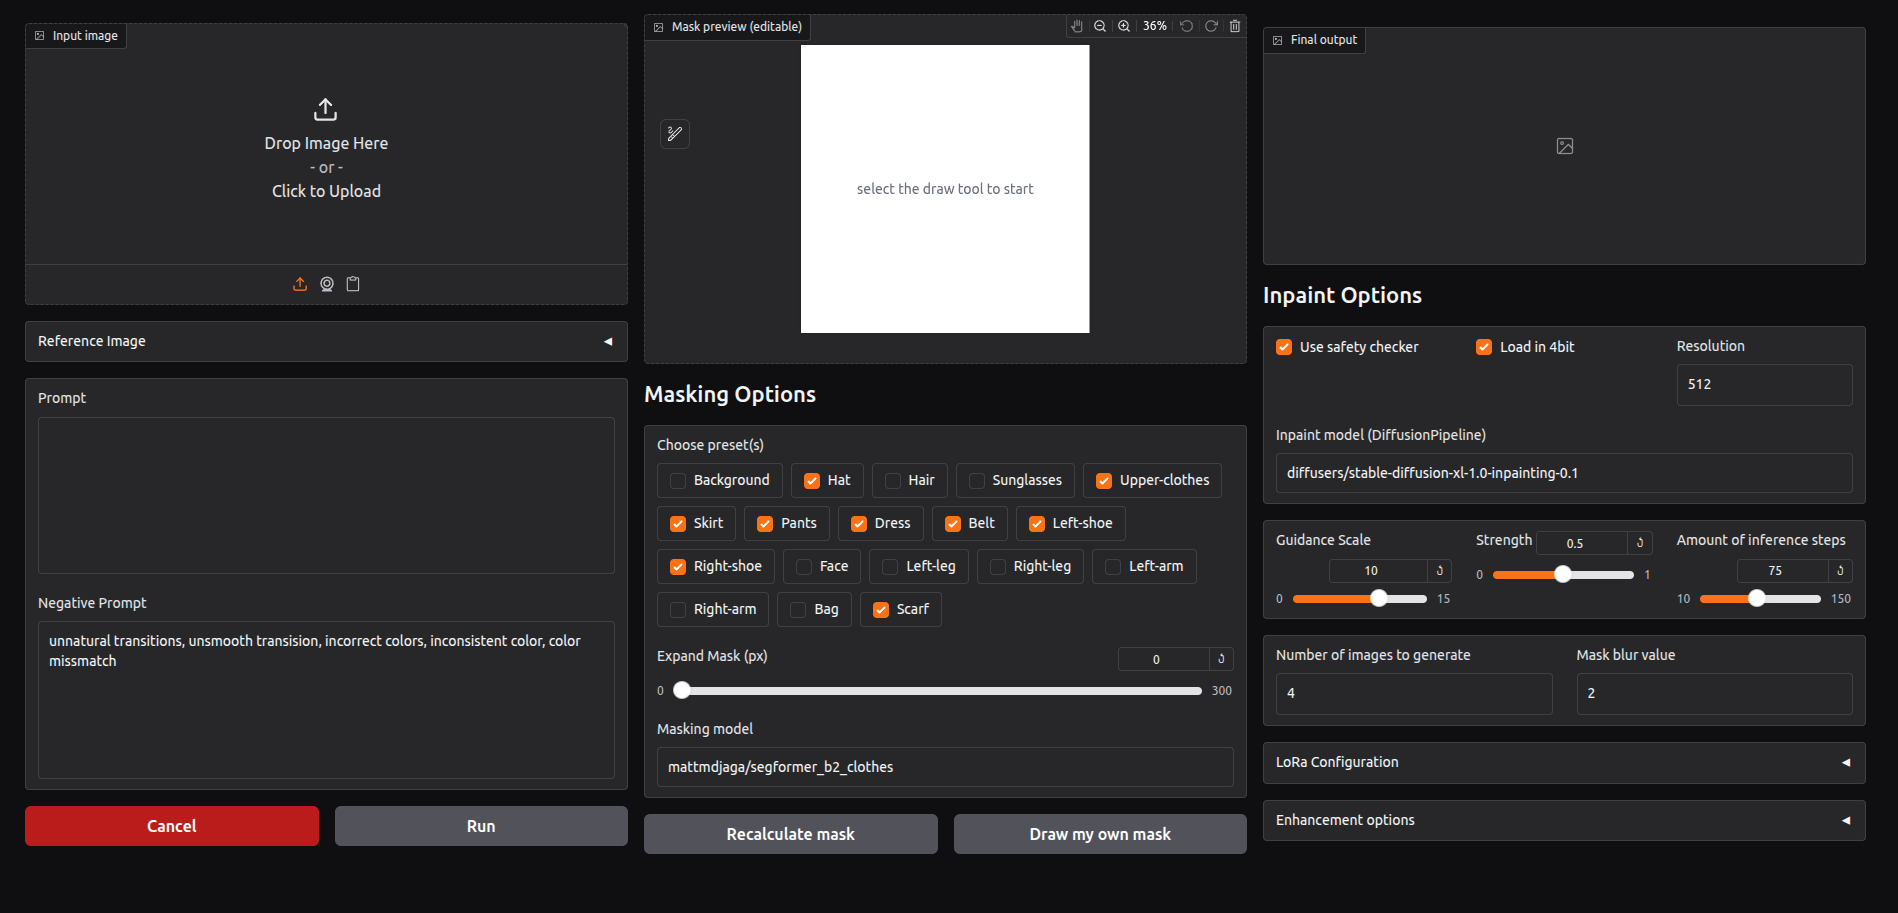 Input image
Drop Image Here
- or -
Click to Upload
Reference Image
Prompt
Negative Prompt
unnatural transitions, unsmooth transision, incorrect colors, inconsistent color, color
missmatch
Cancel
Run
Mask preview (editable)
36%
select the draw tool to start
Masking Options
Choose preset(s)
Background Hat Hair Sunglasses Upper-clothes
Skirt Pants Dress Belt Left-shoe
Right-shoe Face Left-leg Right-leg Left-arm
Right-arm Bag Scarf
Expand Mask (px)
0
0 300
Masking model
mattmdjaga/segformer_b2_clothes
Recalculate mask
Draw my own mask
Final output
Inpaint Options
Use safety checker
Load in 4bit
Resolution
512
Inpaint model (DiffusionPipeline)
diffusers/stable-diffusion-xl-1.0-inpainting-0.1
Guidance Scale
10
0 15
Strength
0.5
0 1
Amount of inference steps
75
10 150
Number of images to generate
4
Mask blur value
2
LoRa Configuration
Enhancement options